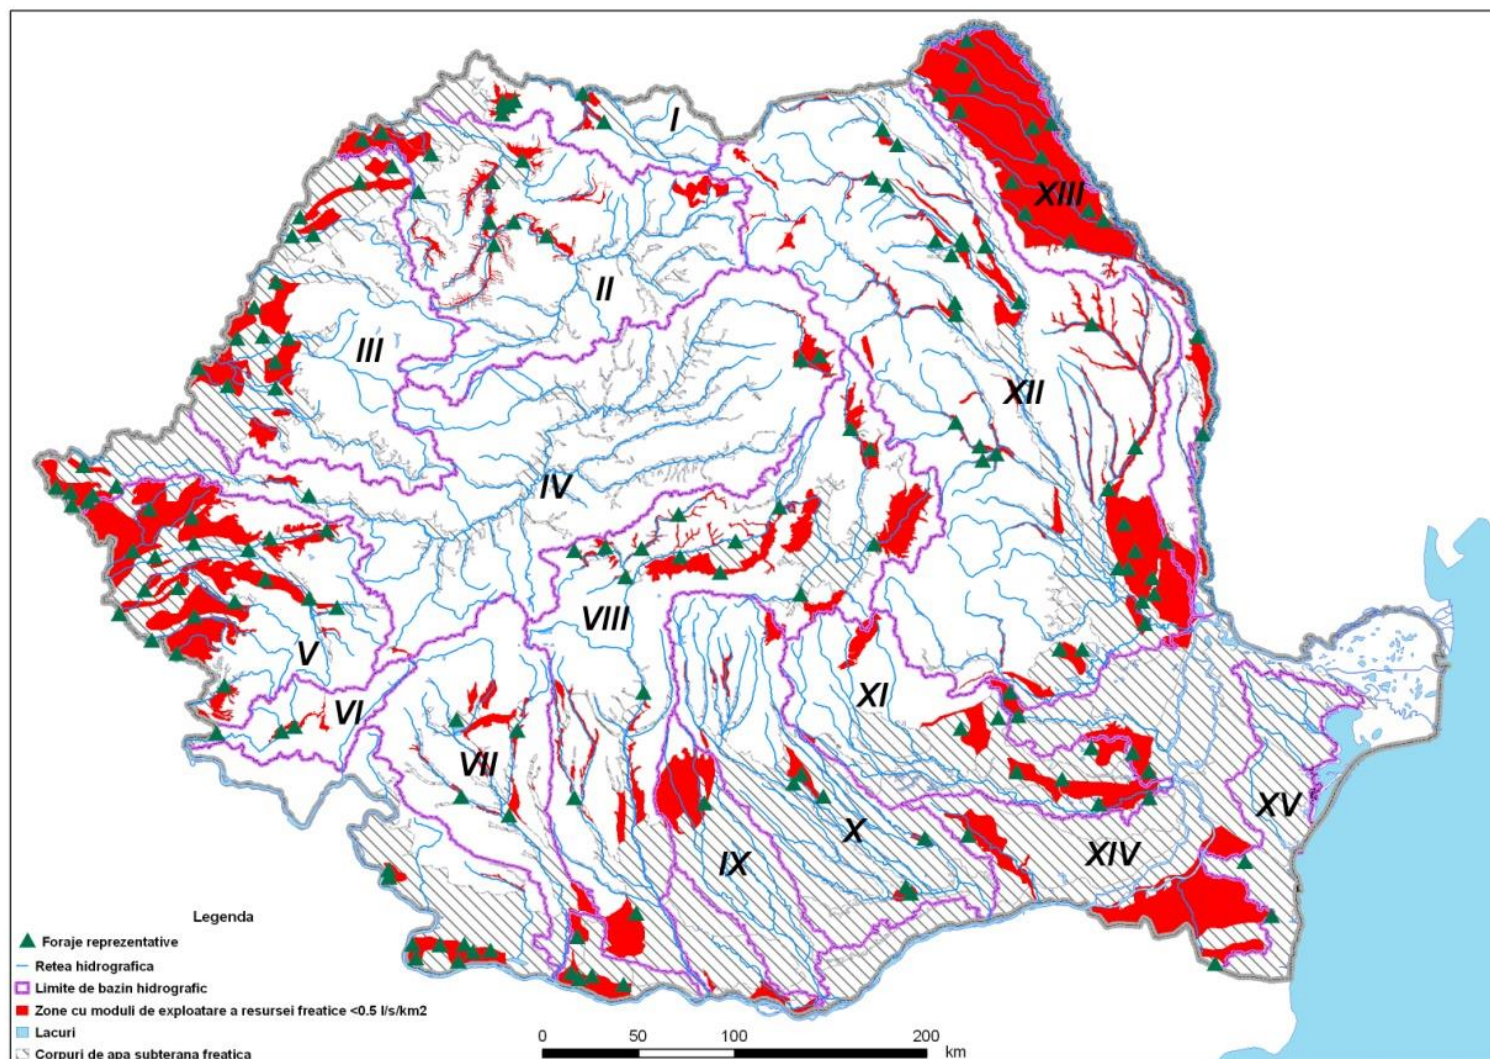 I
XIII
II
III
XII
IV
VIII
V
XI
VI
VII
XV
X
XIV
IX
Legenda
Foraje reprezentative
Retea hidrografica
Limite de bazin hidrografic
Zone cu moduli de exploatare a resursei freatice <0.5 l/s/km2
Lacuri
Corpuri de apa subterana freatica
0 50 100 200
km